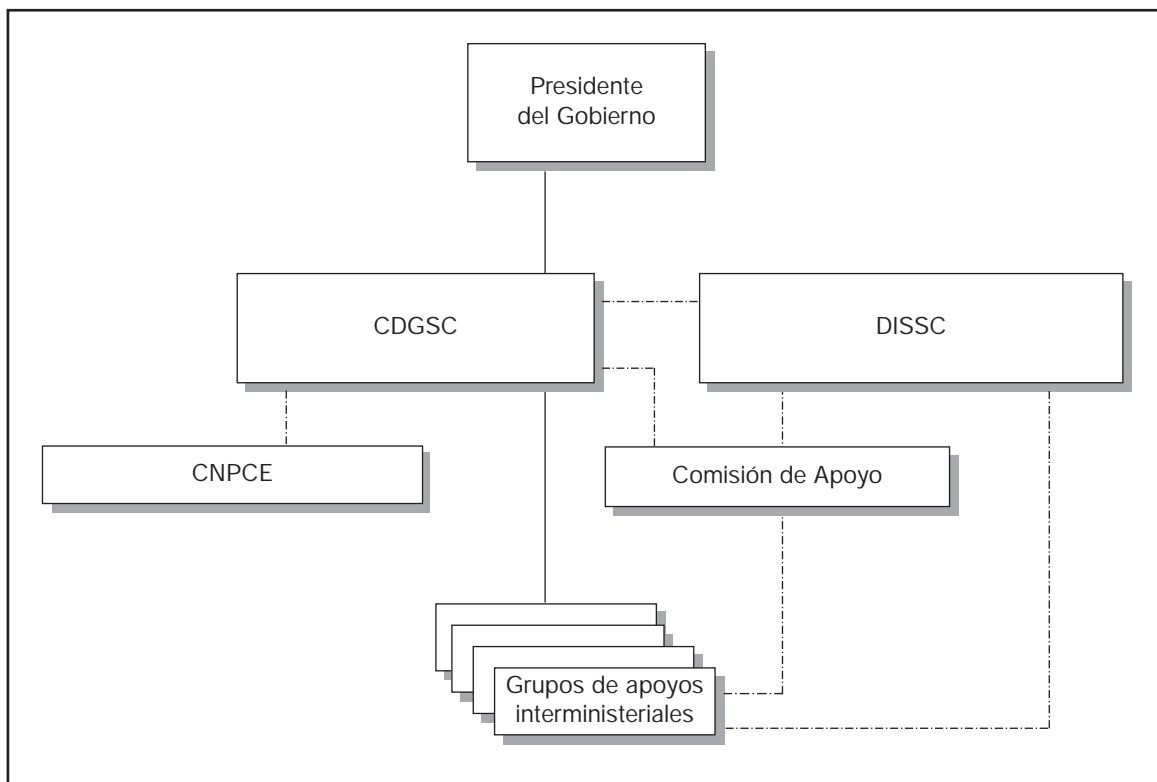 Presidente
del Gobierno
CDGSC
DISSC
CNPCE
Comisión de Apoyo
Grupos de apoyos
interministeriales